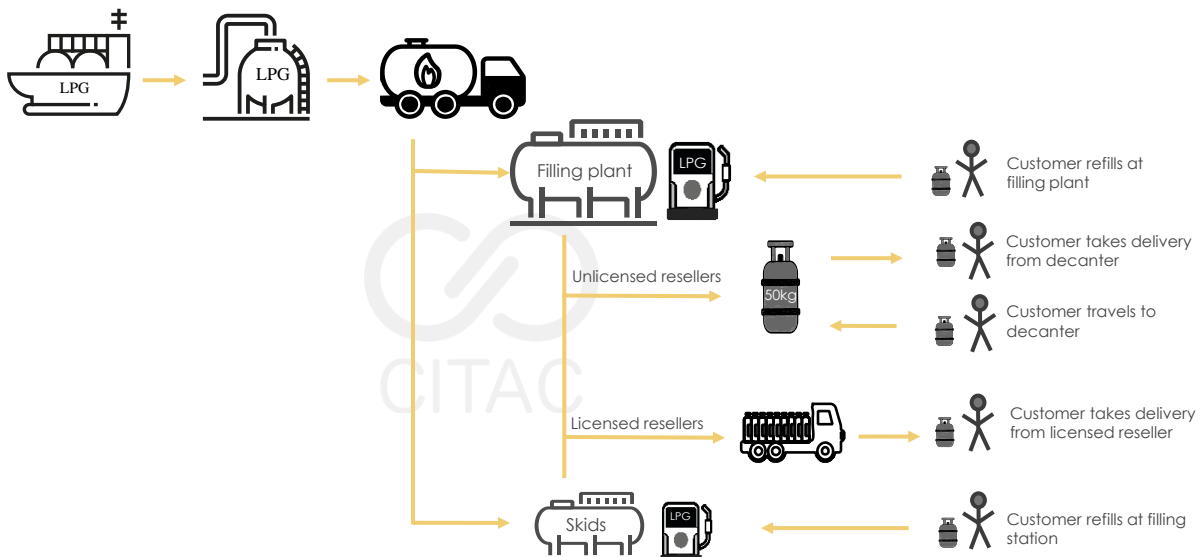 LPG
LPG
Filling plant
LPG
Customer refills at
filling plant
Unlicensed resellers
50kg
Customer takes delivery
from decanter
Customer travels to
decanter
CITAC
Licensed resellers
Customer takes delivery
from licensed reseller
Skids
LPG
Customer refills at filling
station